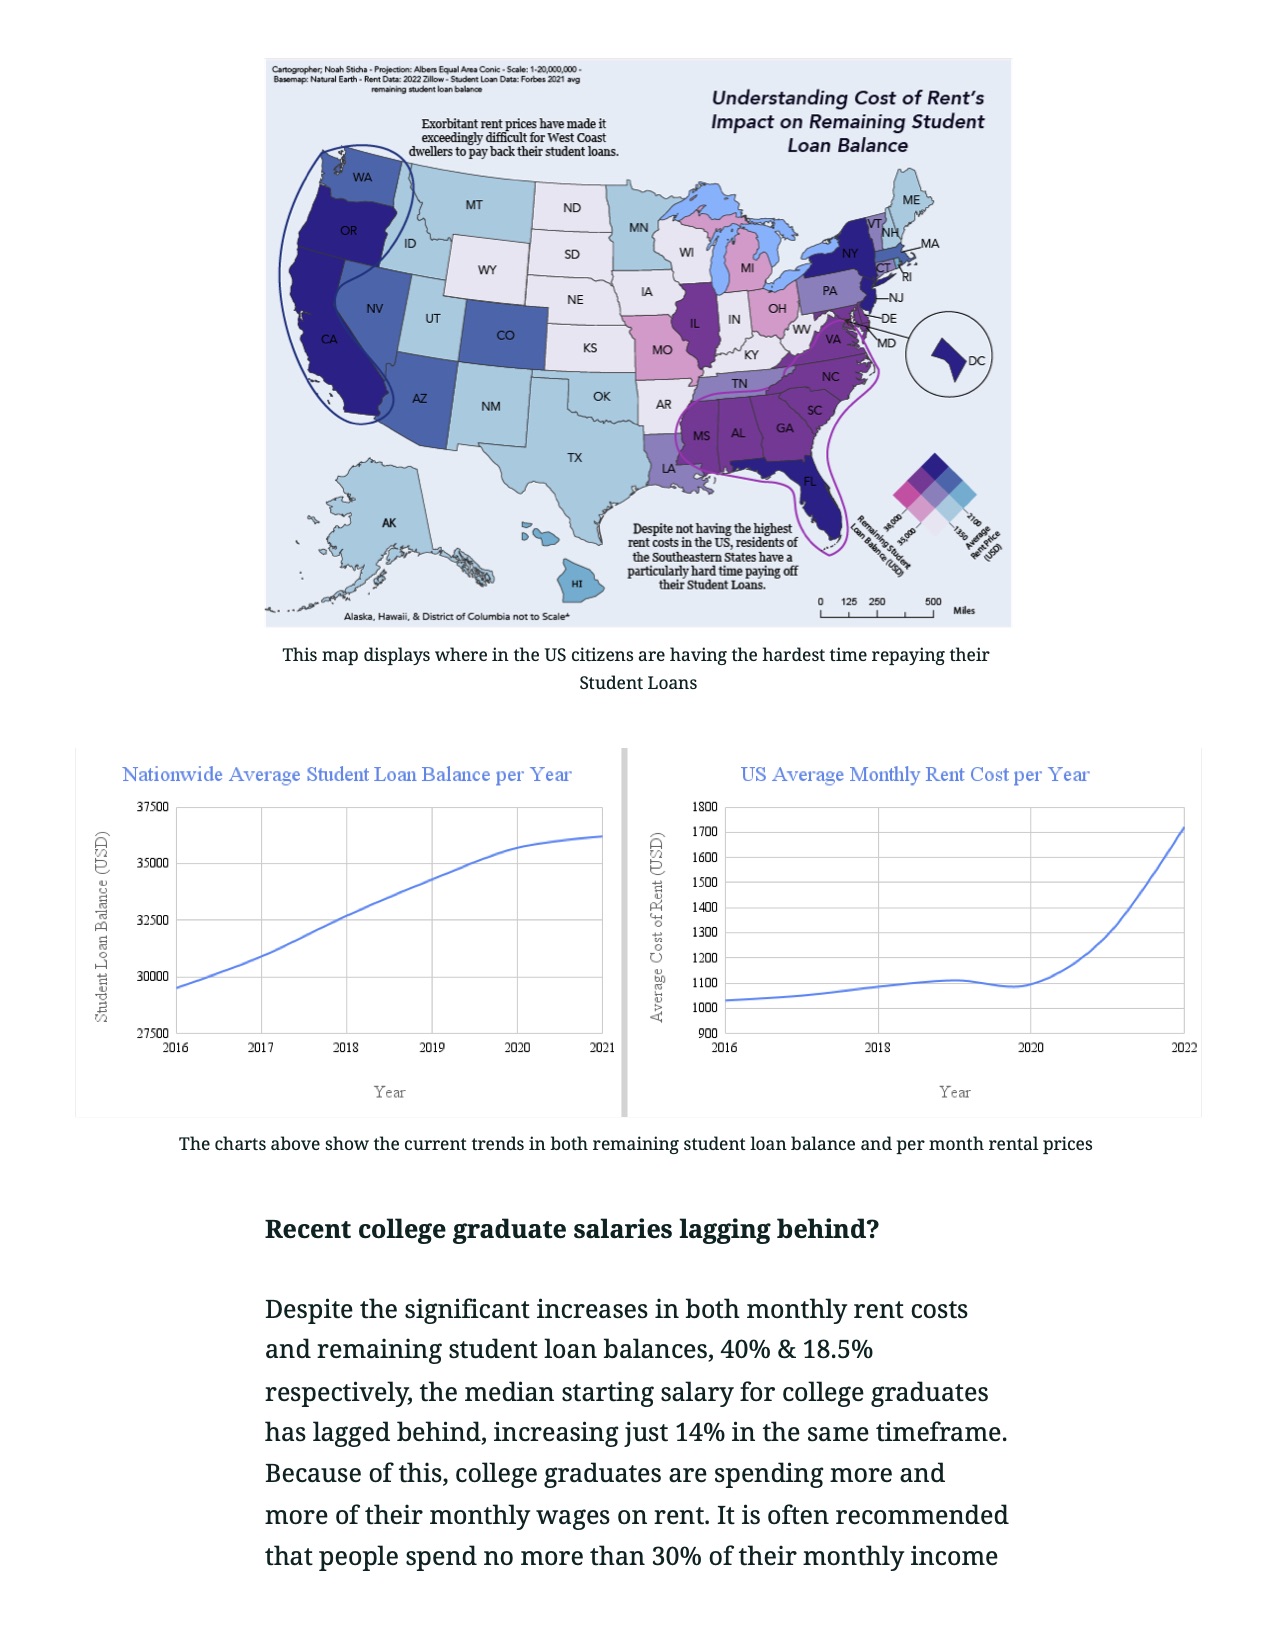 Cartographer; Noah Sticha - Projection: Albers Equal Area Conic - Scale: 1-20,000,000 -
Basemap: Natural Earth - Rent Data: 2022 Zillow - Student Loan Data: Forbes 2021 avg
remaining student loan balance
Understanding Cost of Rent's
Impact on Remaining Student
Loan Balance
Exorbitant rent prices have made it
exceedingly difficult for West Coast
dwellers to pay back their student loans.
WA
OR
ID
MT
ND
MN
SD
WY
WI
MI
NE
IA
NV
UT
CO
KS
CA
AZ
NM
OK
TX
MO
AR
LA
IL
IN
OH
KY
TN
WV
VA
NC
SC
MS
AL
GA
FL
PA
NY
VT
NH
ME
MA
CT
RI
NJ
DE
MD
DC
AK
HI
Despite not having the highest
rent costs in the US, residents of
the Southeastern States have a
particularly hard time paying off
their Student Loans.
38,000
35,000
Remaining Student
Loan Balance (USD)
2100
1350
Average
Rent Price
(USD)
0 125 250 500
Miles
Alaska, Hawaii, & District of Columbia not to Scale*
This map displays where in the US citizens are having the hardest time repaying their
Student Loans
Nationwide Average Student Loan Balance per Year
Student Loan Balance (USD)
37500
35000
32500
30000
27500
2016 2017 2018 2019 2020 2021
Year
US Average Monthly Rent Cost per Year
Average Cost of Rent (USD)
1800
1700
1600
1500
1400
1300
1200
1100
1000
900
2016 2018 2020 2022
Year
The charts above show the current trends in both remaining student loan balance and per month rental prices
Recent college graduate salaries lagging behind?
Despite the significant increases in both monthly rent costs
and remaining student loan balances, 40% & 18.5%
respectively, the median starting salary for college graduates
has lagged behind, increasing just 14% in the same timeframe.
Because of this, college graduates are spending more and
more of their monthly wages on rent. It is often recommended
that people spend no more than 30% of their monthly income